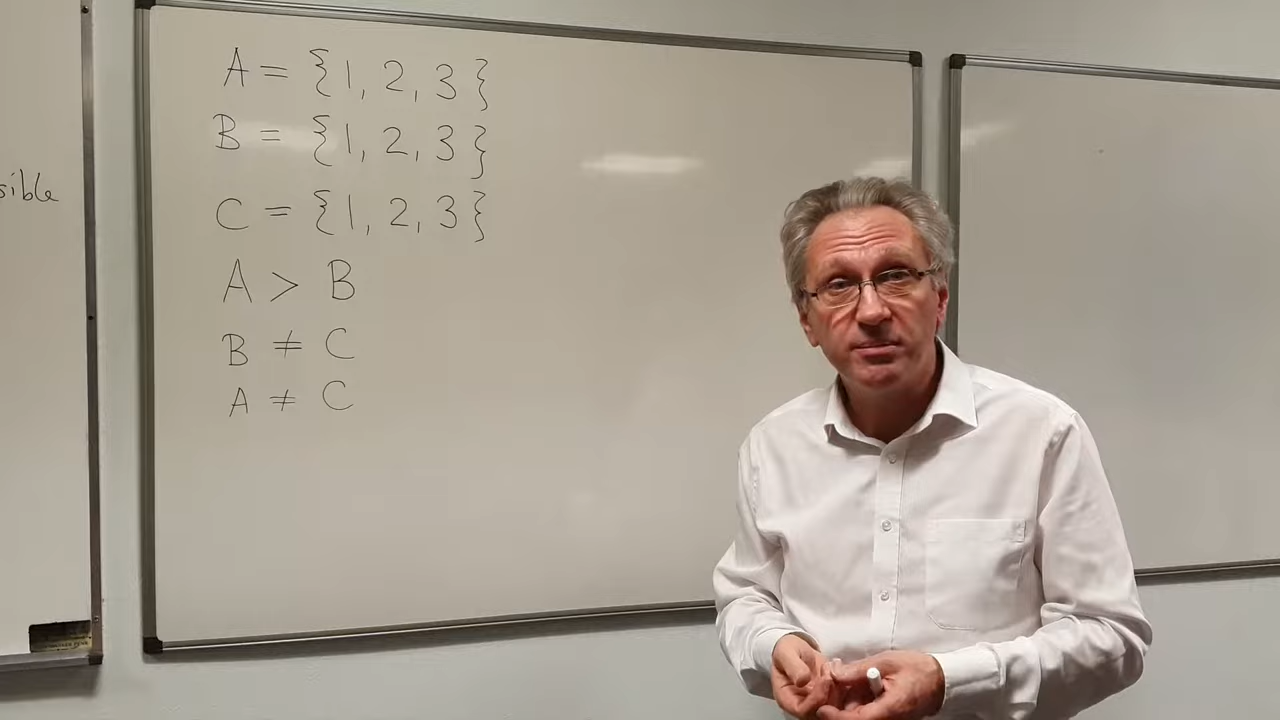 sible
A = {1, 2, 3}
B = {1, 2, 3}
C = {1, 2, 3}
A > B
B ≠ C
A ≠ C